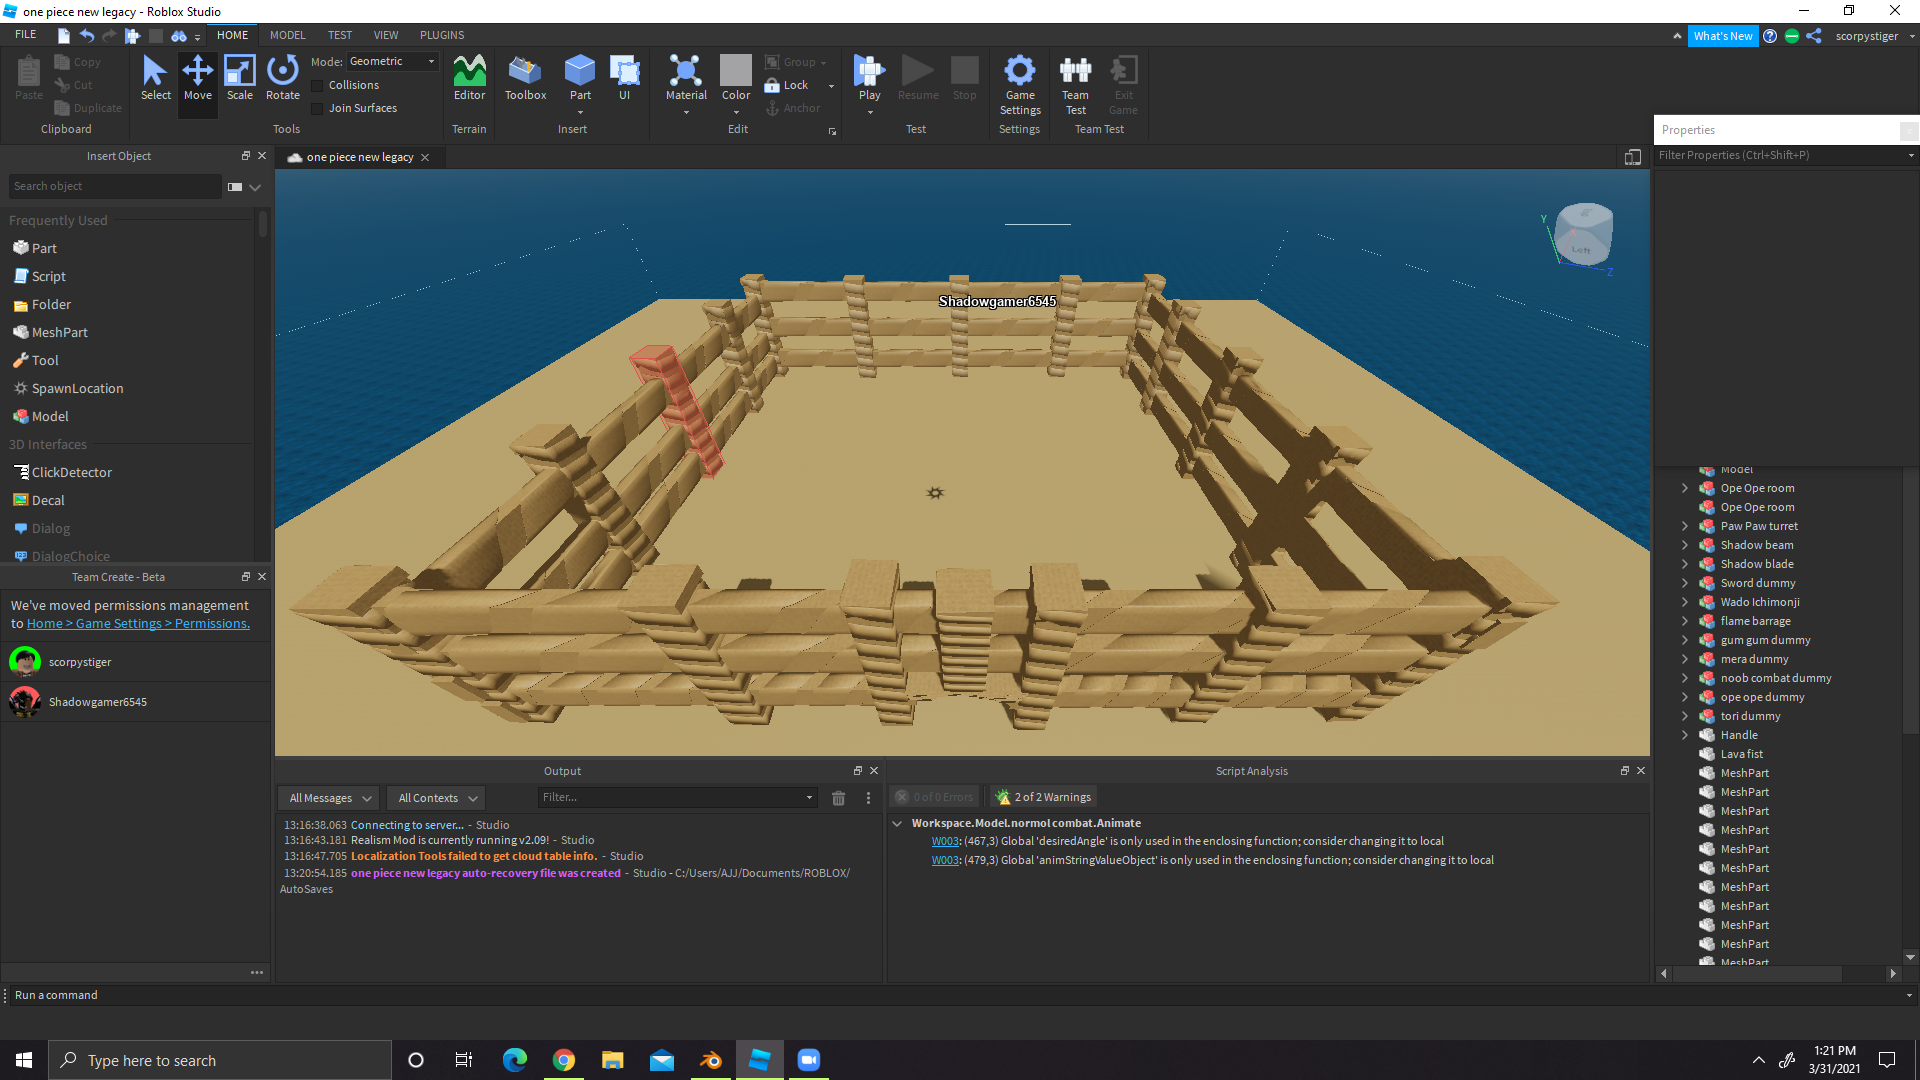 one piece new legacy - Roblox Studio
FILE
HOME
MODEL
TEST
VIEW
PLUGINS
What's New
scorpystiger
Paste
Copy
Cut
Duplicate
Clipboard
Select
Move
Scale
Rotate
Mode: Geometric
Collisions
Join Surfaces
Tools
Editor
Terrain
Toolbox
Part
UI
Insert
Material
Color
Group
Lock
Anchor
Edit
Play
Resume
Stop
Test
Game Settings
Settings
Team Test
Exit Game
Team Test
Insert Object
Search object
Frequently Used
Part
Script
Folder
MeshPart
Tool
SpawnLocation
Model
3D Interfaces
ClickDetector
Decal
Dialog
DialogChoice
Team Create - Beta
We've moved permissions management
to Home > Game Settings > Permissions.
scorpystiger
Shadowgamer6545
one piece new legacy
Shadowgamer6545
Y
X
Z
Left
Output
All Messages
All Contexts
Filter...
13:16:38.063 Connecting to server... - Studio
13:16:43.181 Realism Mod is currently running v2.09! - Studio
13:16:47.705 Localization Tools failed to get cloud table info. - Studio
13:20:54.185 one piece new legacy auto-recovery file was created - Studio - C:/Users/AJJ/Documents/ROBLOX/
AutoSaves
Script Analysis
0 of 0 Errors
2 of 2 Warnings
Workspace.Model.normol combat.Animate
W003: (467,3) Global 'desiredAngle' is only used in the enclosing function; consider changing it to local
W003: (479,3) Global 'animStringValueObject' is only used in the enclosing function; consider changing it to local
Properties
Filter Properties (Ctrl+Shift+P)
Model
Ope Ope room
Ope Ope room
Paw Paw turret
Shadow beam
Shadow blade
Sword dummy
Wado Ichimonji
flame barrage
gum gum dummy
mera dummy
noob combat dummy
ope ope dummy
tori dummy
Handle
Lava fist
MeshPart
MeshPart
MeshPart
MeshPart
MeshPart
MeshPart
MeshPart
MeshPart
MeshPart
MeshPart
MeshPart
Run a command
Type here to search
1:21 PM
3/31/2021